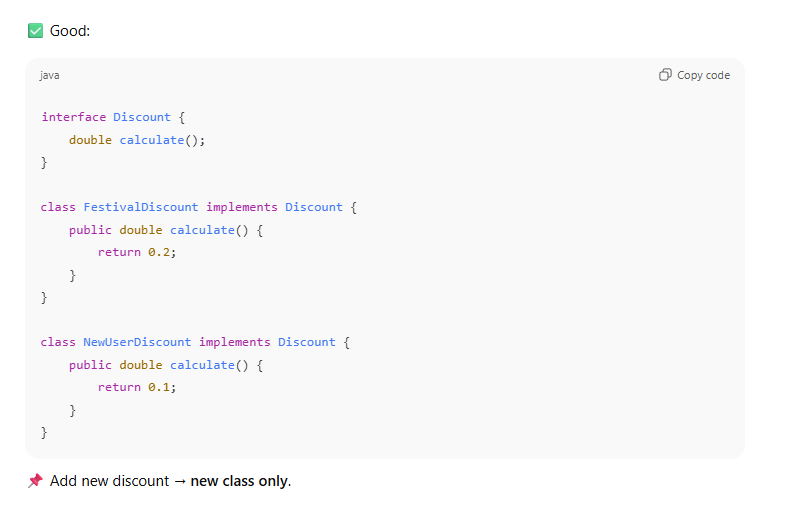 ✅ Good:
java
Copy code
interface Discount {
    double calculate();
}
class FestivalDiscount implements Discount {
    public double calculate() {
        return 0.2;
    }
}
class NewUserDiscount implements Discount {
    public double calculate() {
        return 0.1;
    }
}
📌 Add new discount → new class only.